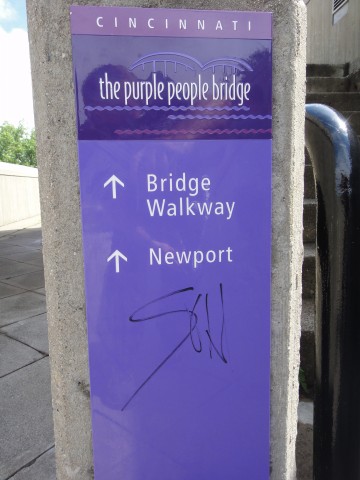 CINCINNATI
the purple people bridge
Bridge
Walkway
Newport